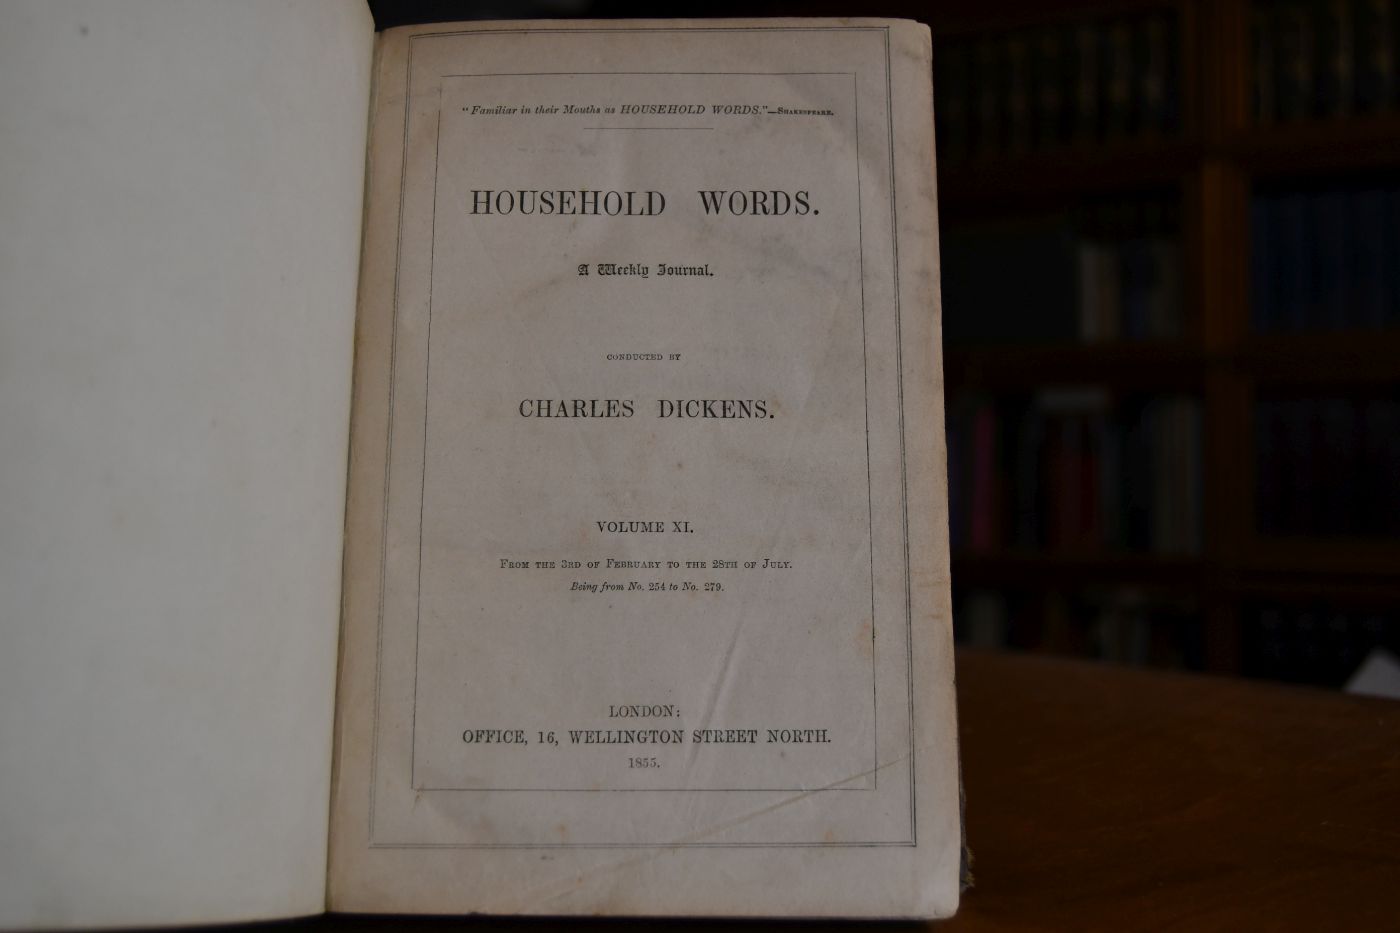 "Familiar in their Mouths as HOUSEHOLD WORDS."—Shakespeare.
HOUSEHOLD WORDS.
A Weekly Journal.
CONDUCTED BY
CHARLES DICKENS.
VOLUME XI.
From the 3rd of February to the 28th of July.
Being from No. 254 to No. 279.
LONDON:
OFFICE, 16, WELLINGTON STREET NORTH.
1855.